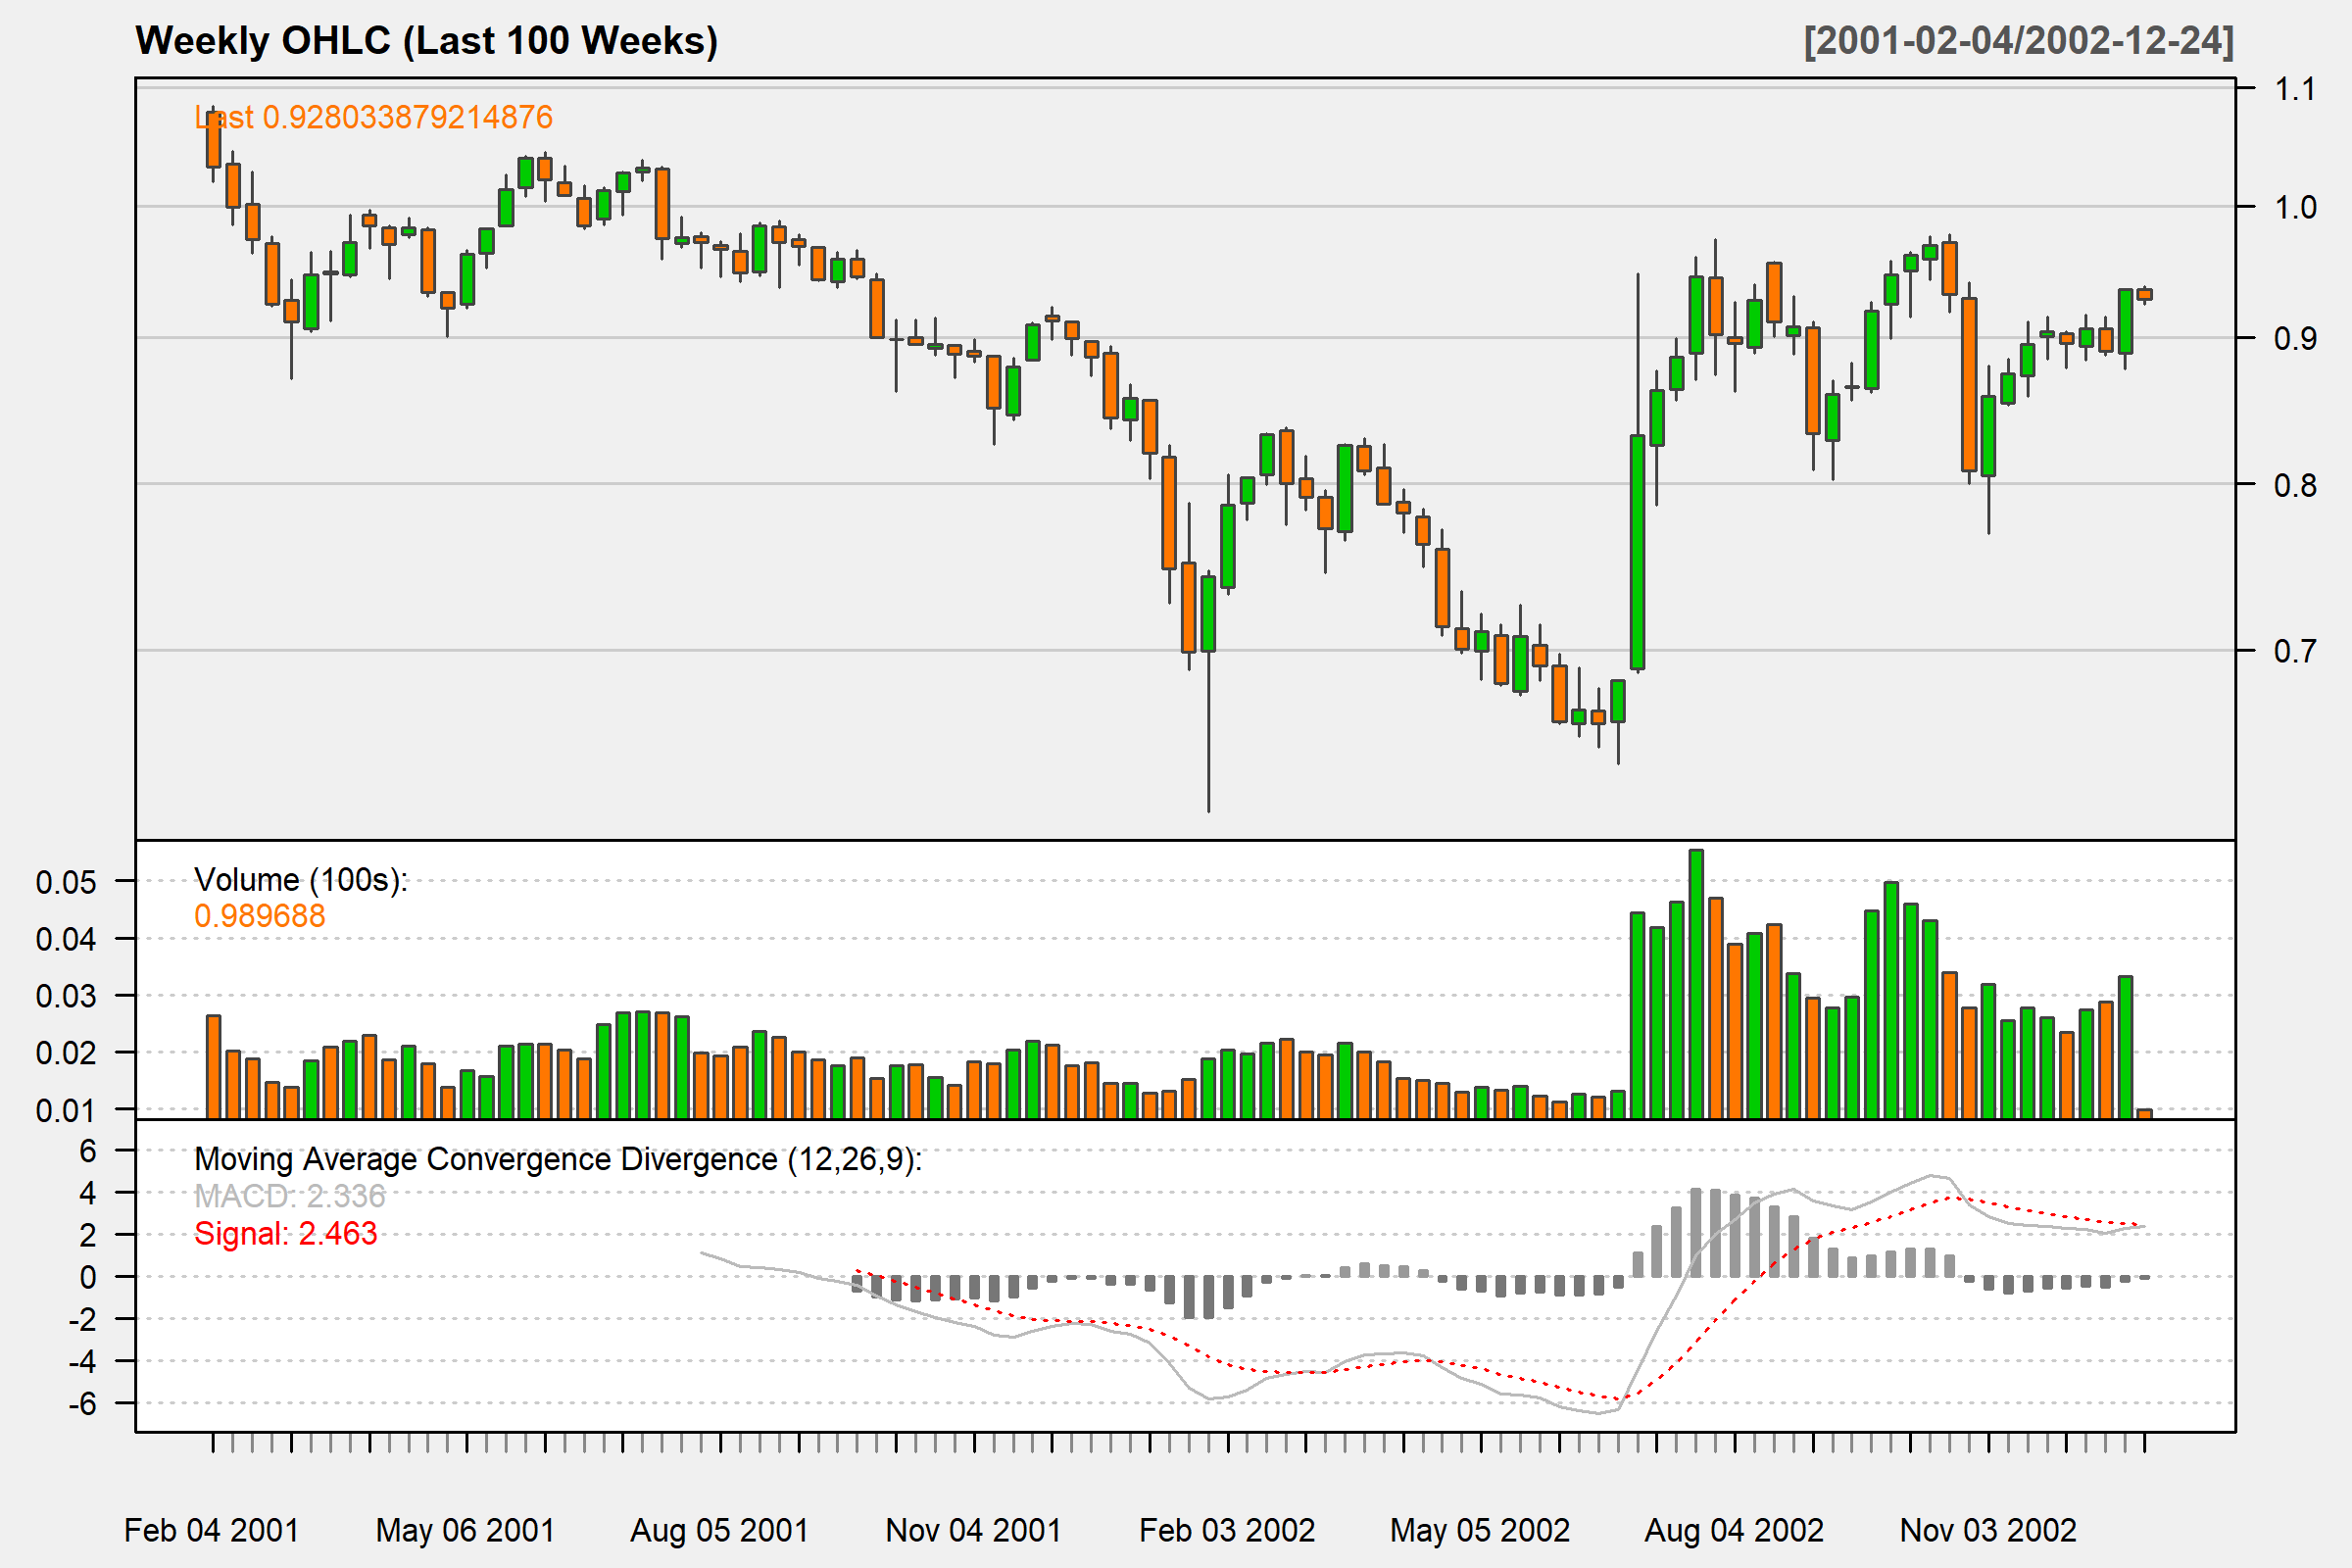 Weekly OHLC (Last 100 Weeks)
[2001-02-04/2002-12-24]
Last 0.928033879214876
1.1
1.0
0.9
0.8
0.7
Volume (100s):
0.989688
0.05
0.04
0.03
0.02
0.01
Moving Average Convergence Divergence (12,26,9):
MACD: 2.336
Signal: 2.463
6
4
2
0
-2
-4
-6
Feb 04 2001 May 06 2001 Aug 05 2001 Nov 04 2001 Feb 03 2002 May 05 2002 Aug 04 2002 Nov 03 2002